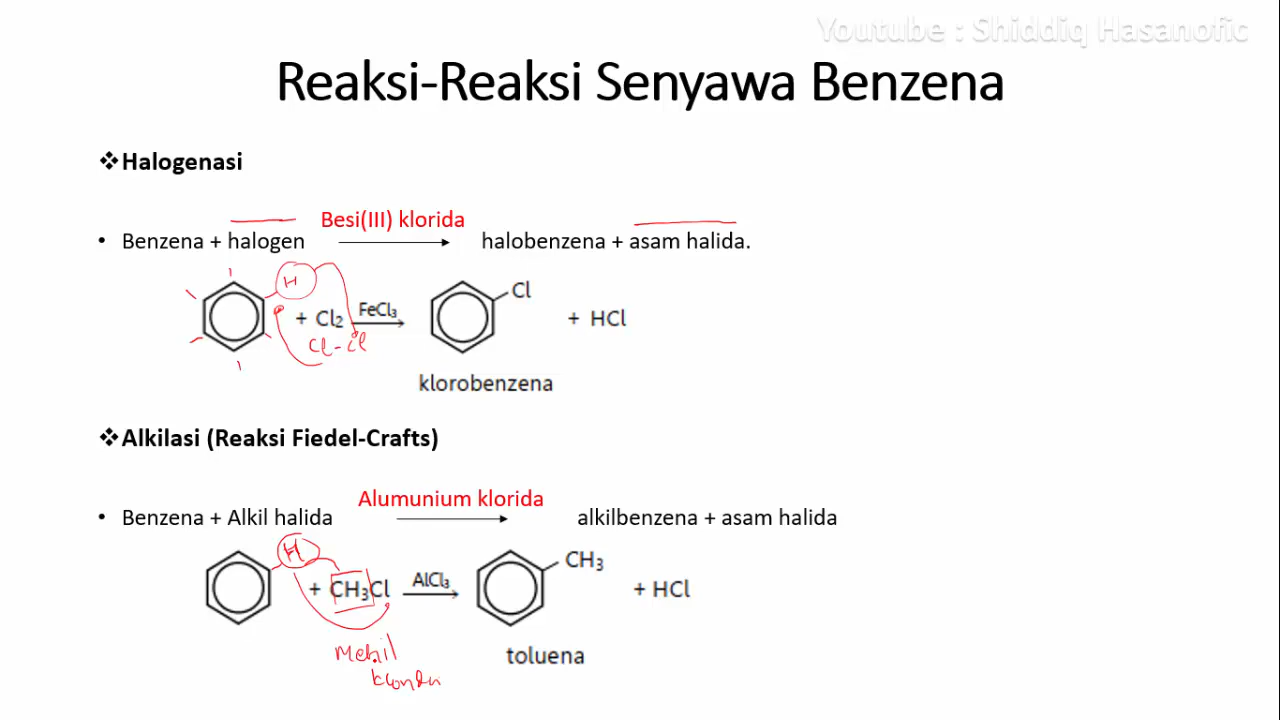 Youtube : Shiddiq Hasanofic
Reaksi-Reaksi Senyawa Benzena
❖Halogenasi
Besi(III) klorida
• Benzena + halogen halobenzena + asam halida.
H
Cl
+ Cl₂ FeCl₃ + HCl
Cl - Cl
klorobenzena
❖Alkilasi (Reaksi Fiedel-Crafts)
Alumunium klorida
• Benzena + Alkil halida alkilbenzena + asam halida
H
CH₃
+ CH₃Cl AlCl₃ + HCl
Metil
toluena